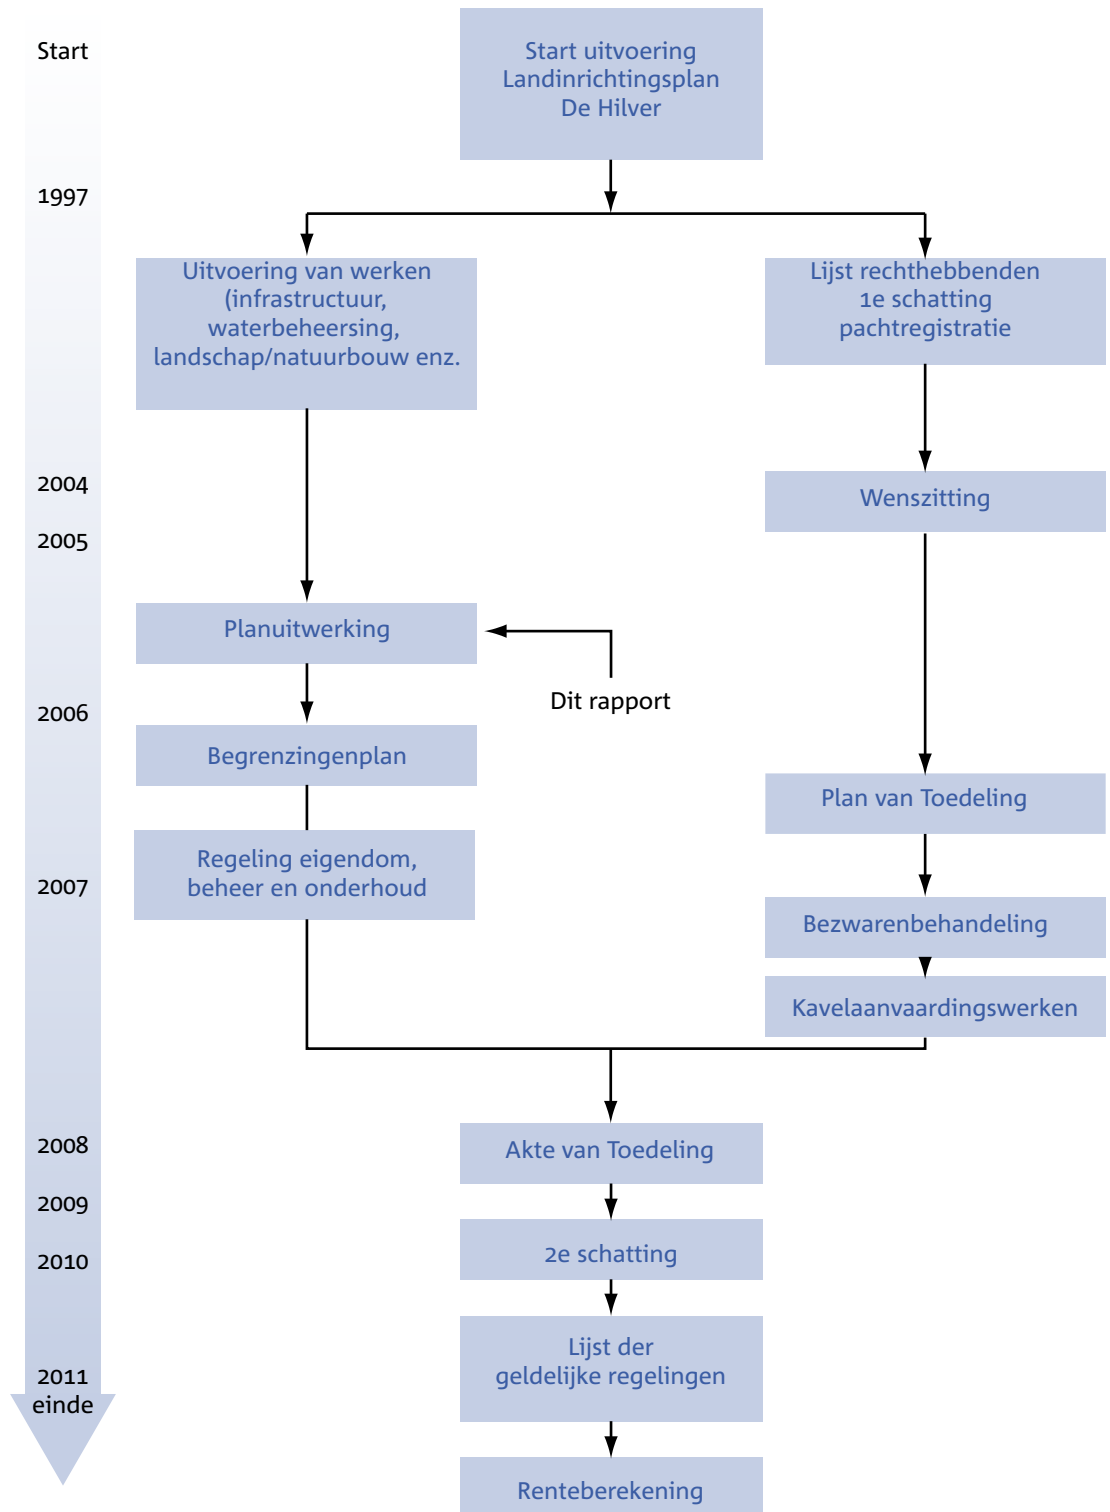 Start
1997
2004
2005
2006
2007
2008
2009
2010
2011
einde
Start uitvoering
Landinrichtingsplan
De Hilver
Uitvoering van werken
(infrastructuur,
waterbeheersing,
landschap/natuurbouw enz.
Lijst rechthebbenden
1e schatting
pachtregistratie
Wenszitting
Planuitwerking
Dit rapport
Begrenzingenplan
Plan van Toedeling
Regeling eigendom,
beheer en onderhoud
Bezwarenbehandeling
Kavelaanvaardingswerken
Akte van Toedeling
2e schatting
Lijst der
geldelijke regelingen
Renteberekening